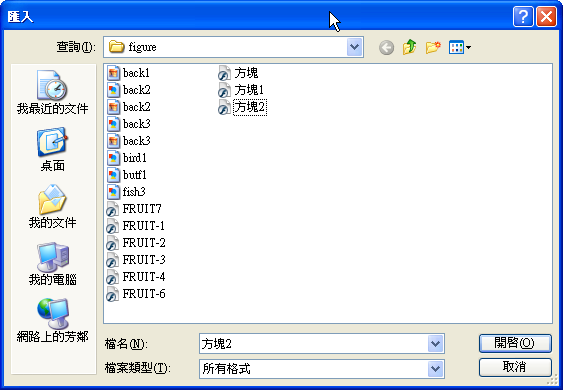 匯入
查詢(I):
figure
我最近的文件
桌面
我的文件
我的電腦
網路上的芳鄰
back1
back2
back2
back3
back3
bird1
butf1
fish3
FRUIT7
FRUIT-1
FRUIT-2
FRUIT-3
FRUIT-4
FRUIT-6
方塊
方塊1
方塊2
檔名(N):
方塊2
開啓(O)
檔案類型(T):
所有格式
取消